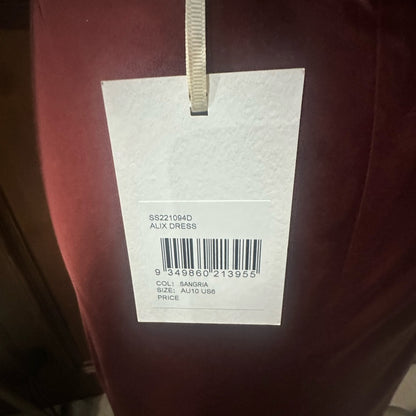 SS221094D
ALIX DRESS
9 349860 213955
COL: SANGRIA
SIZE: AU10 US6
PRICE